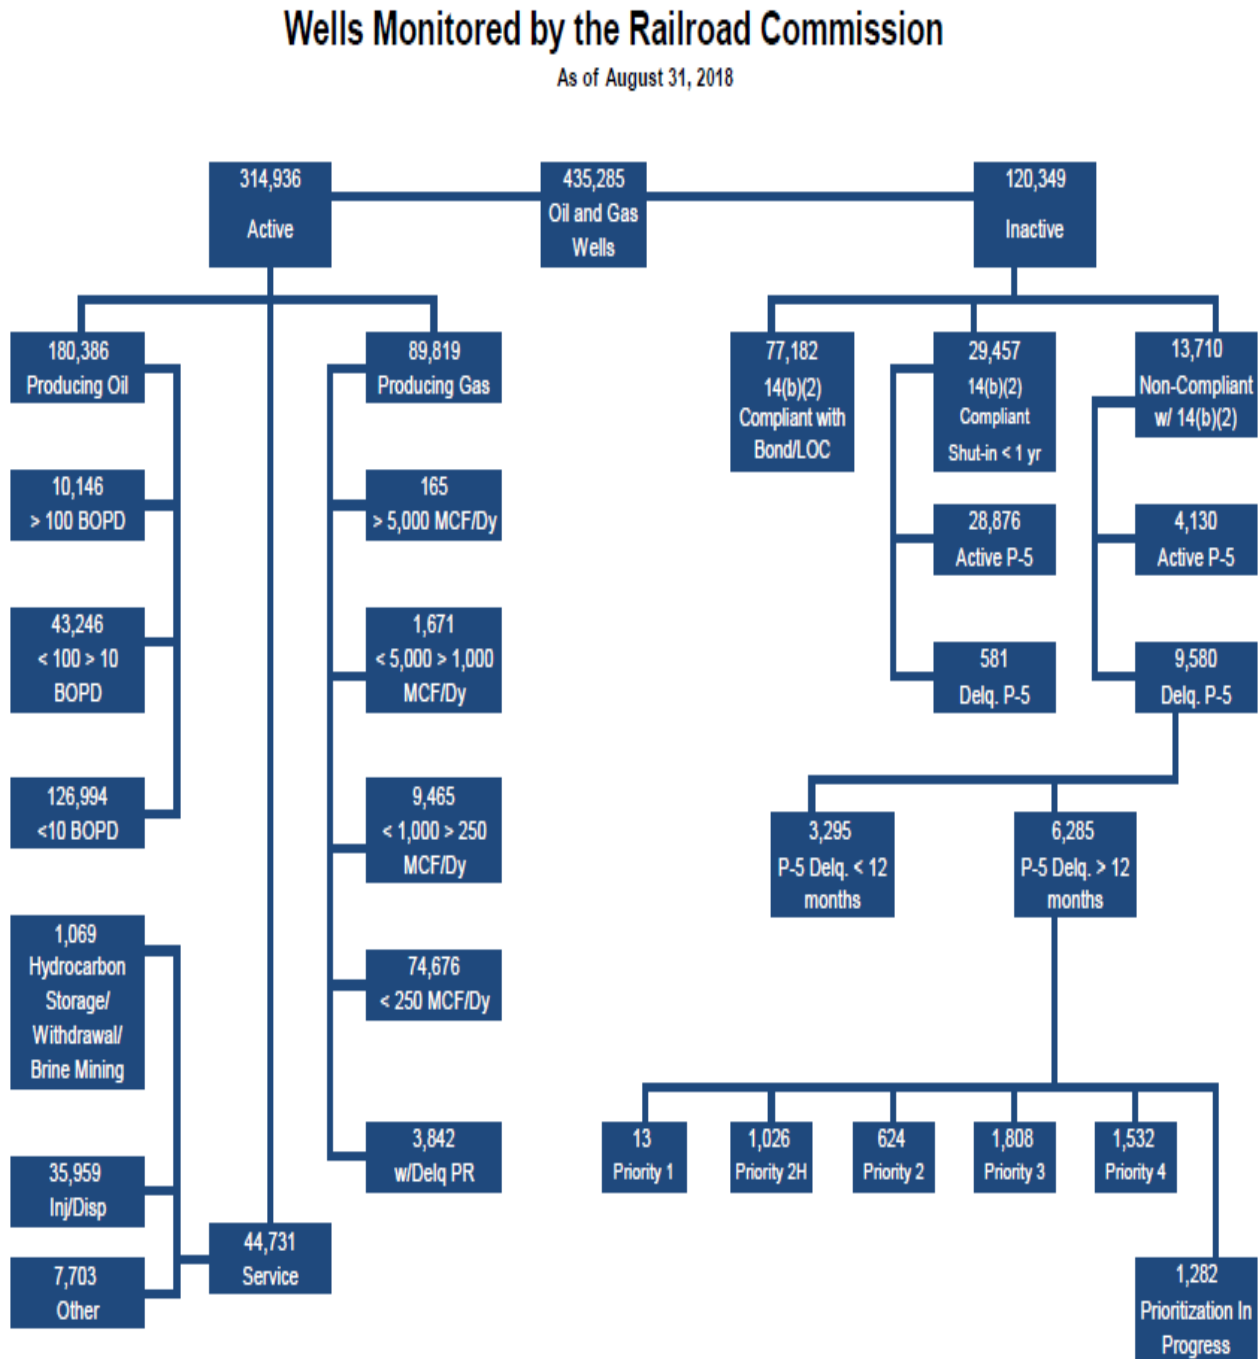 Wells Monitored by the Railroad Commission
As of August 31, 2018
314,936
Active
435,285
Oil and Gas
Wells
120,349
Inactive
180,386
Producing Oil
10,146
> 100 BOPD
43,246
< 100 > 10
BOPD
126,994
<10 BOPD
89,819
Producing Gas
165
> 5,000 MCF/Dy
1,671
< 5,000 > 1,000
MCF/Dy
9,465
< 1,000 > 250
MCF/Dy
74,676
< 250 MCF/Dy
3,842
w/Delq PR
1,069
Hydrocarbon
Storage/
Withdrawal/
Brine Mining
35,959
Inj/Disp
7,703
Other
44,731
Service
77,182
14(b)(2)
Compliant with
Bond/LOC
29,457
14(b)(2)
Compliant
Shut-in < 1 yr
28,876
Active P-5
581
Delq. P-5
13,710
Non-Compliant
w/ 14(b)(2)
4,130
Active P-5
9,580
Delq. P-5
3,295
P-5 Delq. < 12
months
6,285
P-5 Delq. > 12
months
13
Priority 1
1,026
Priority 2H
624
Priority 2
1,808
Priority 3
1,532
Priority 4
1,282
Prioritization In
Progress